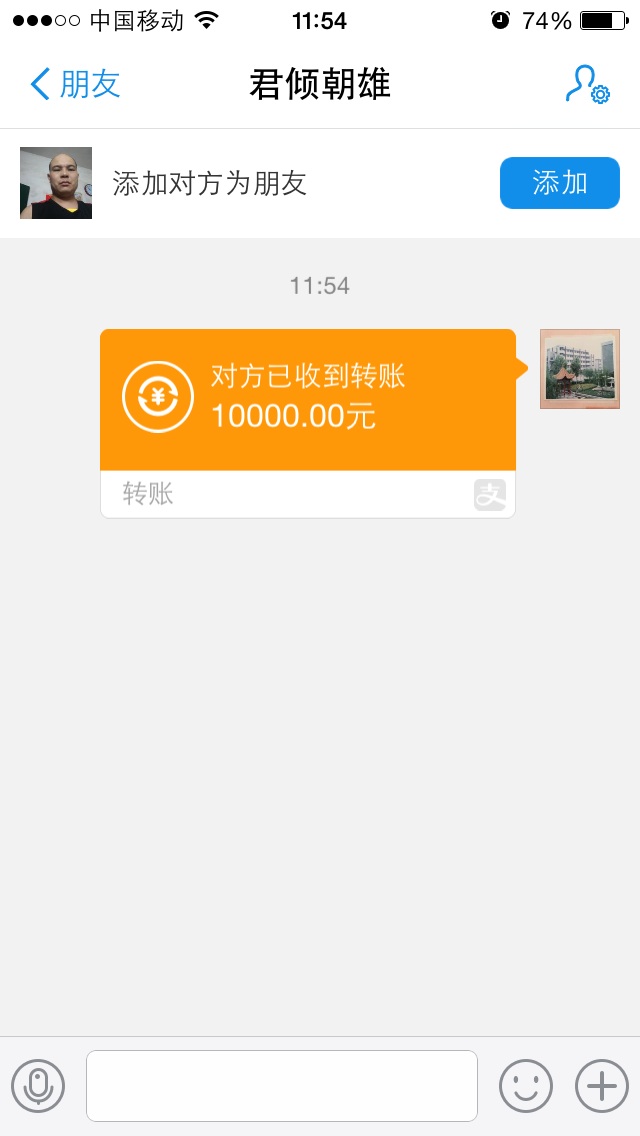 中国移动 11:54 74%
朋友 君倾朝雄
添加对方为朋友 添加
11:54
对方已收到转账
10000.00元
转账 支